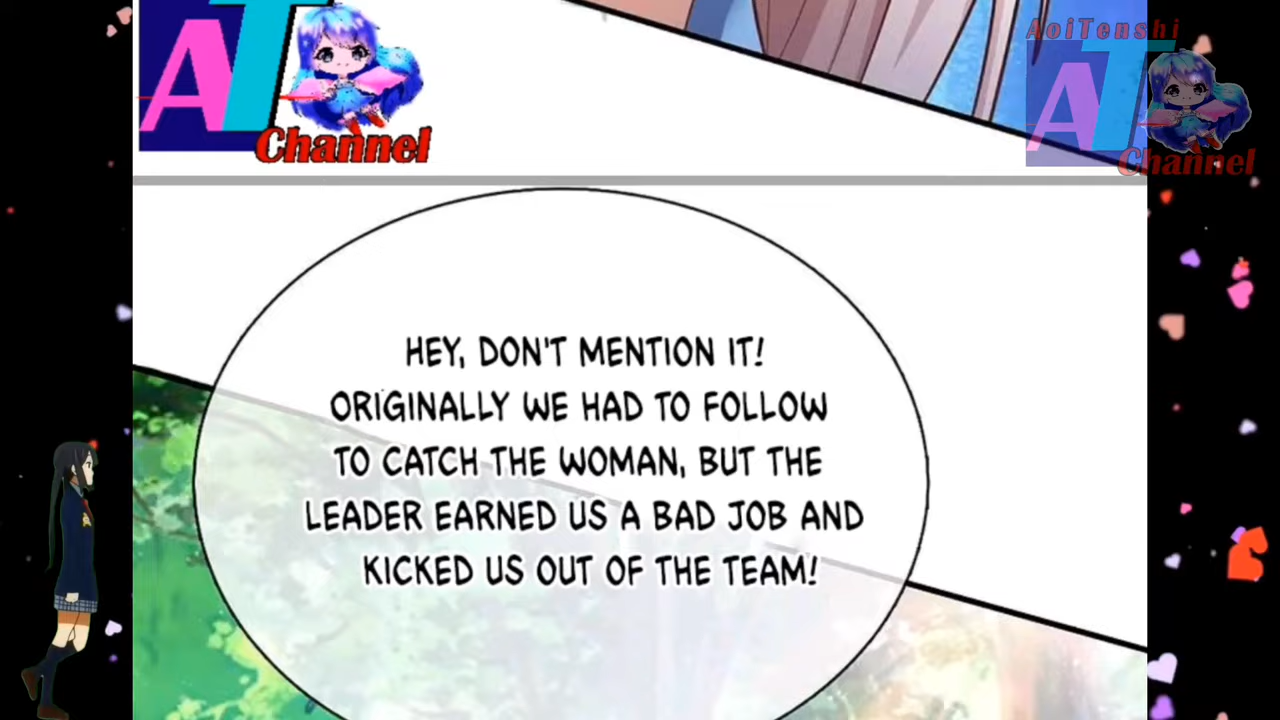 AT
Channel
AoiTenshi
AT
Channel
HEY, DON'T MENTION IT!
ORIGINALLY WE HAD TO FOLLOW
TO CATCH THE WOMAN, BUT THE
LEADER EARNED US A BAD JOB AND
KICKED US OUT OF THE TEAM!